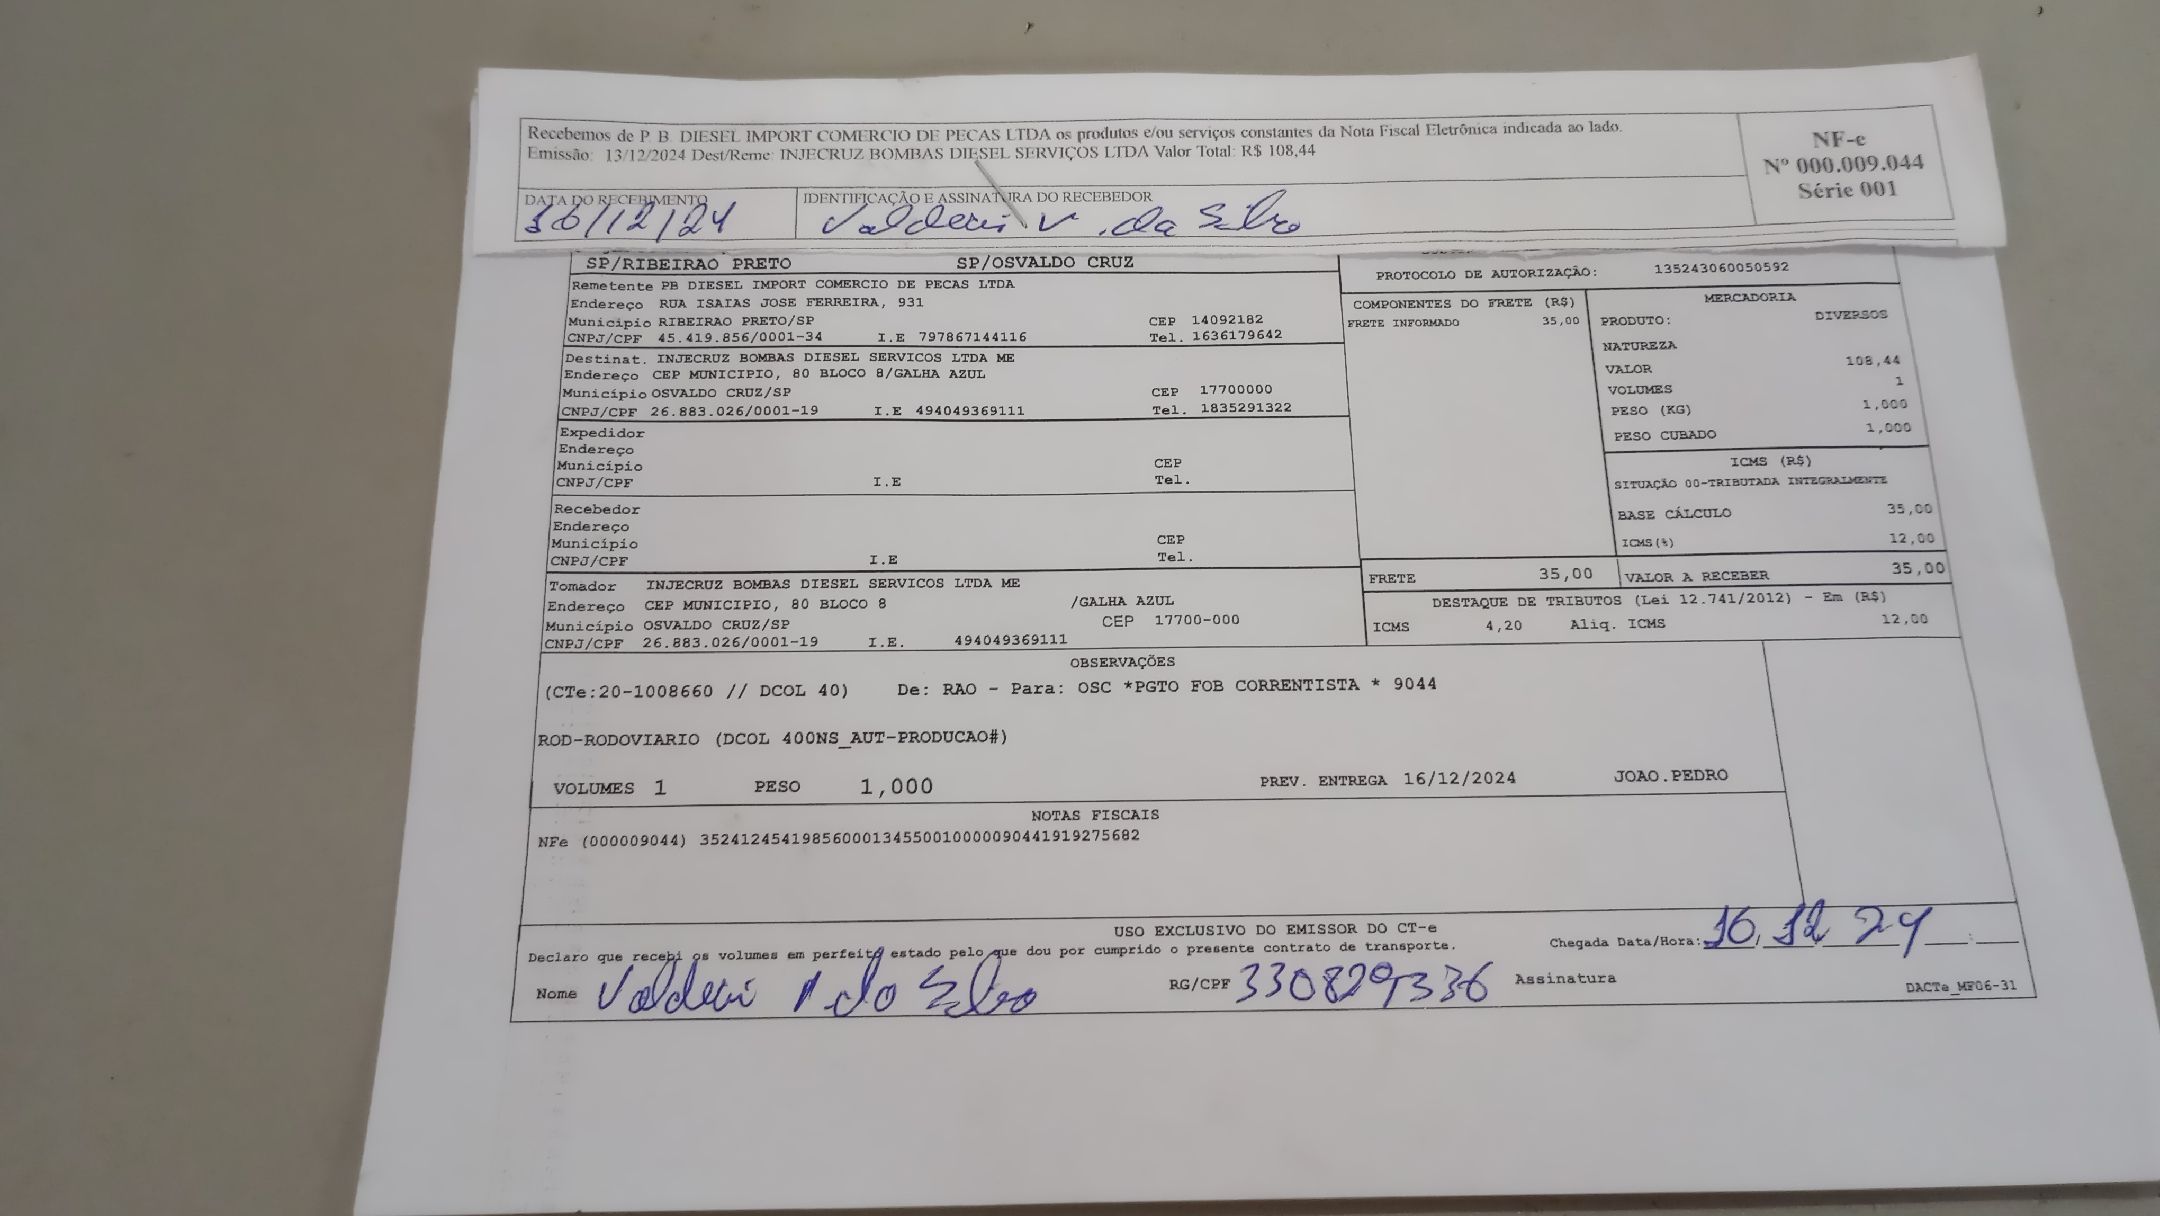 Recebemos de P. B. DIESEL IMPORT COMERCIO DE PECAS LTDA os produtos e/ou serviços constantes da Nota Fiscal Eletrônica indicada ao lado.
Emissão: 13/12/2024 Dest/Reme: INJECRUZ BOMBAS DIESEL SERVIÇOS LTDA Valor Total: R$ 108,44
NF-e
Nº 000.009.044
Série 001
DATA DO RECEBIMENTO IDENTIFICAÇÃO E ASSINATURA DO RECEBEDOR
16/12/24 Valdeci V. da Silva
SP/RIBEIRAO PRETO SP/OSVALDO CRUZ
PROTOCOLO DE AUTORIZAÇÃO: 135243060050592
Remetente PB DIESEL IMPORT COMERCIO DE PECAS LTDA
Endereço RUA ISAIAS JOSE FERREIRA, 931
Município RIBEIRAO PRETO/SP CEP 14092182
CNPJ/CPF 45.419.856/0001-34 I.E 797867144116 Tel. 1636179642
Destinat. INJECRUZ BOMBAS DIESEL SERVICOS LTDA ME
Endereço CEP MUNICIPIO, 80 BLOCO 8/GALHA AZUL
Município OSVALDO CRUZ/SP CEP 17700000
CNPJ/CPF 26.883.026/0001-19 I.E 494049369111 Tel. 1835291322
Expedidor
Endereço
Município CEP
CNPJ/CPF I.E Tel.
Recebedor
Endereço
Município CEP
CNPJ/CPF I.E Tel.
Tomador INJECRUZ BOMBAS DIESEL SERVICOS LTDA ME
Endereço CEP MUNICIPIO, 80 BLOCO 8 /GALHA AZUL
Município OSVALDO CRUZ/SP CEP 17700-000
CNPJ/CPF 26.883.026/0001-19 I.E. 494049369111
COMPONENTES DO FRETE (R$)
FRETE INFORMADO 35,00
MERCADORIA
PRODUTO: DIVERSOS
NATUREZA
VALOR 108,44
VOLUMES 1
PESO (KG) 1,000
PESO CUBADO 1,000
ICMS (R$)
SITUAÇÃO 00-TRIBUTADA INTEGRALMENTE
BASE CÁLCULO 35,00
ICMS(%) 12,00
FRETE 35,00 VALOR A RECEBER 35,00
DESTAQUE DE TRIBUTOS (Lei 12.741/2012) - Em (R$)
ICMS 4,20 Aliq. ICMS 12,00
OBSERVAÇÕES
(CTe:20-1008660 // DCOL 40) De: RAO - Para: OSC *PGTO FOB CORRENTISTA * 9044
ROD-RODOVIARIO (DCOL 400NS_AUT-PRODUCAO#)
VOLUMES 1 PESO 1,000 PREV. ENTREGA 16/12/2024 JOAO.PEDRO
NOTAS FISCAIS
NFe (000009044) 35241245419856000134550010000090441919275682
USO EXCLUSIVO DO EMISSOR DO CT-e
Declaro que recebi os volumes em perfeito estado pelo que dou por cumprido o presente contrato de transporte. Chegada Data/Hora: 16/12 24 :
Nome Valdeci V da Silva RG/CPF 330829336 Assinatura
DACTe_MF06-31